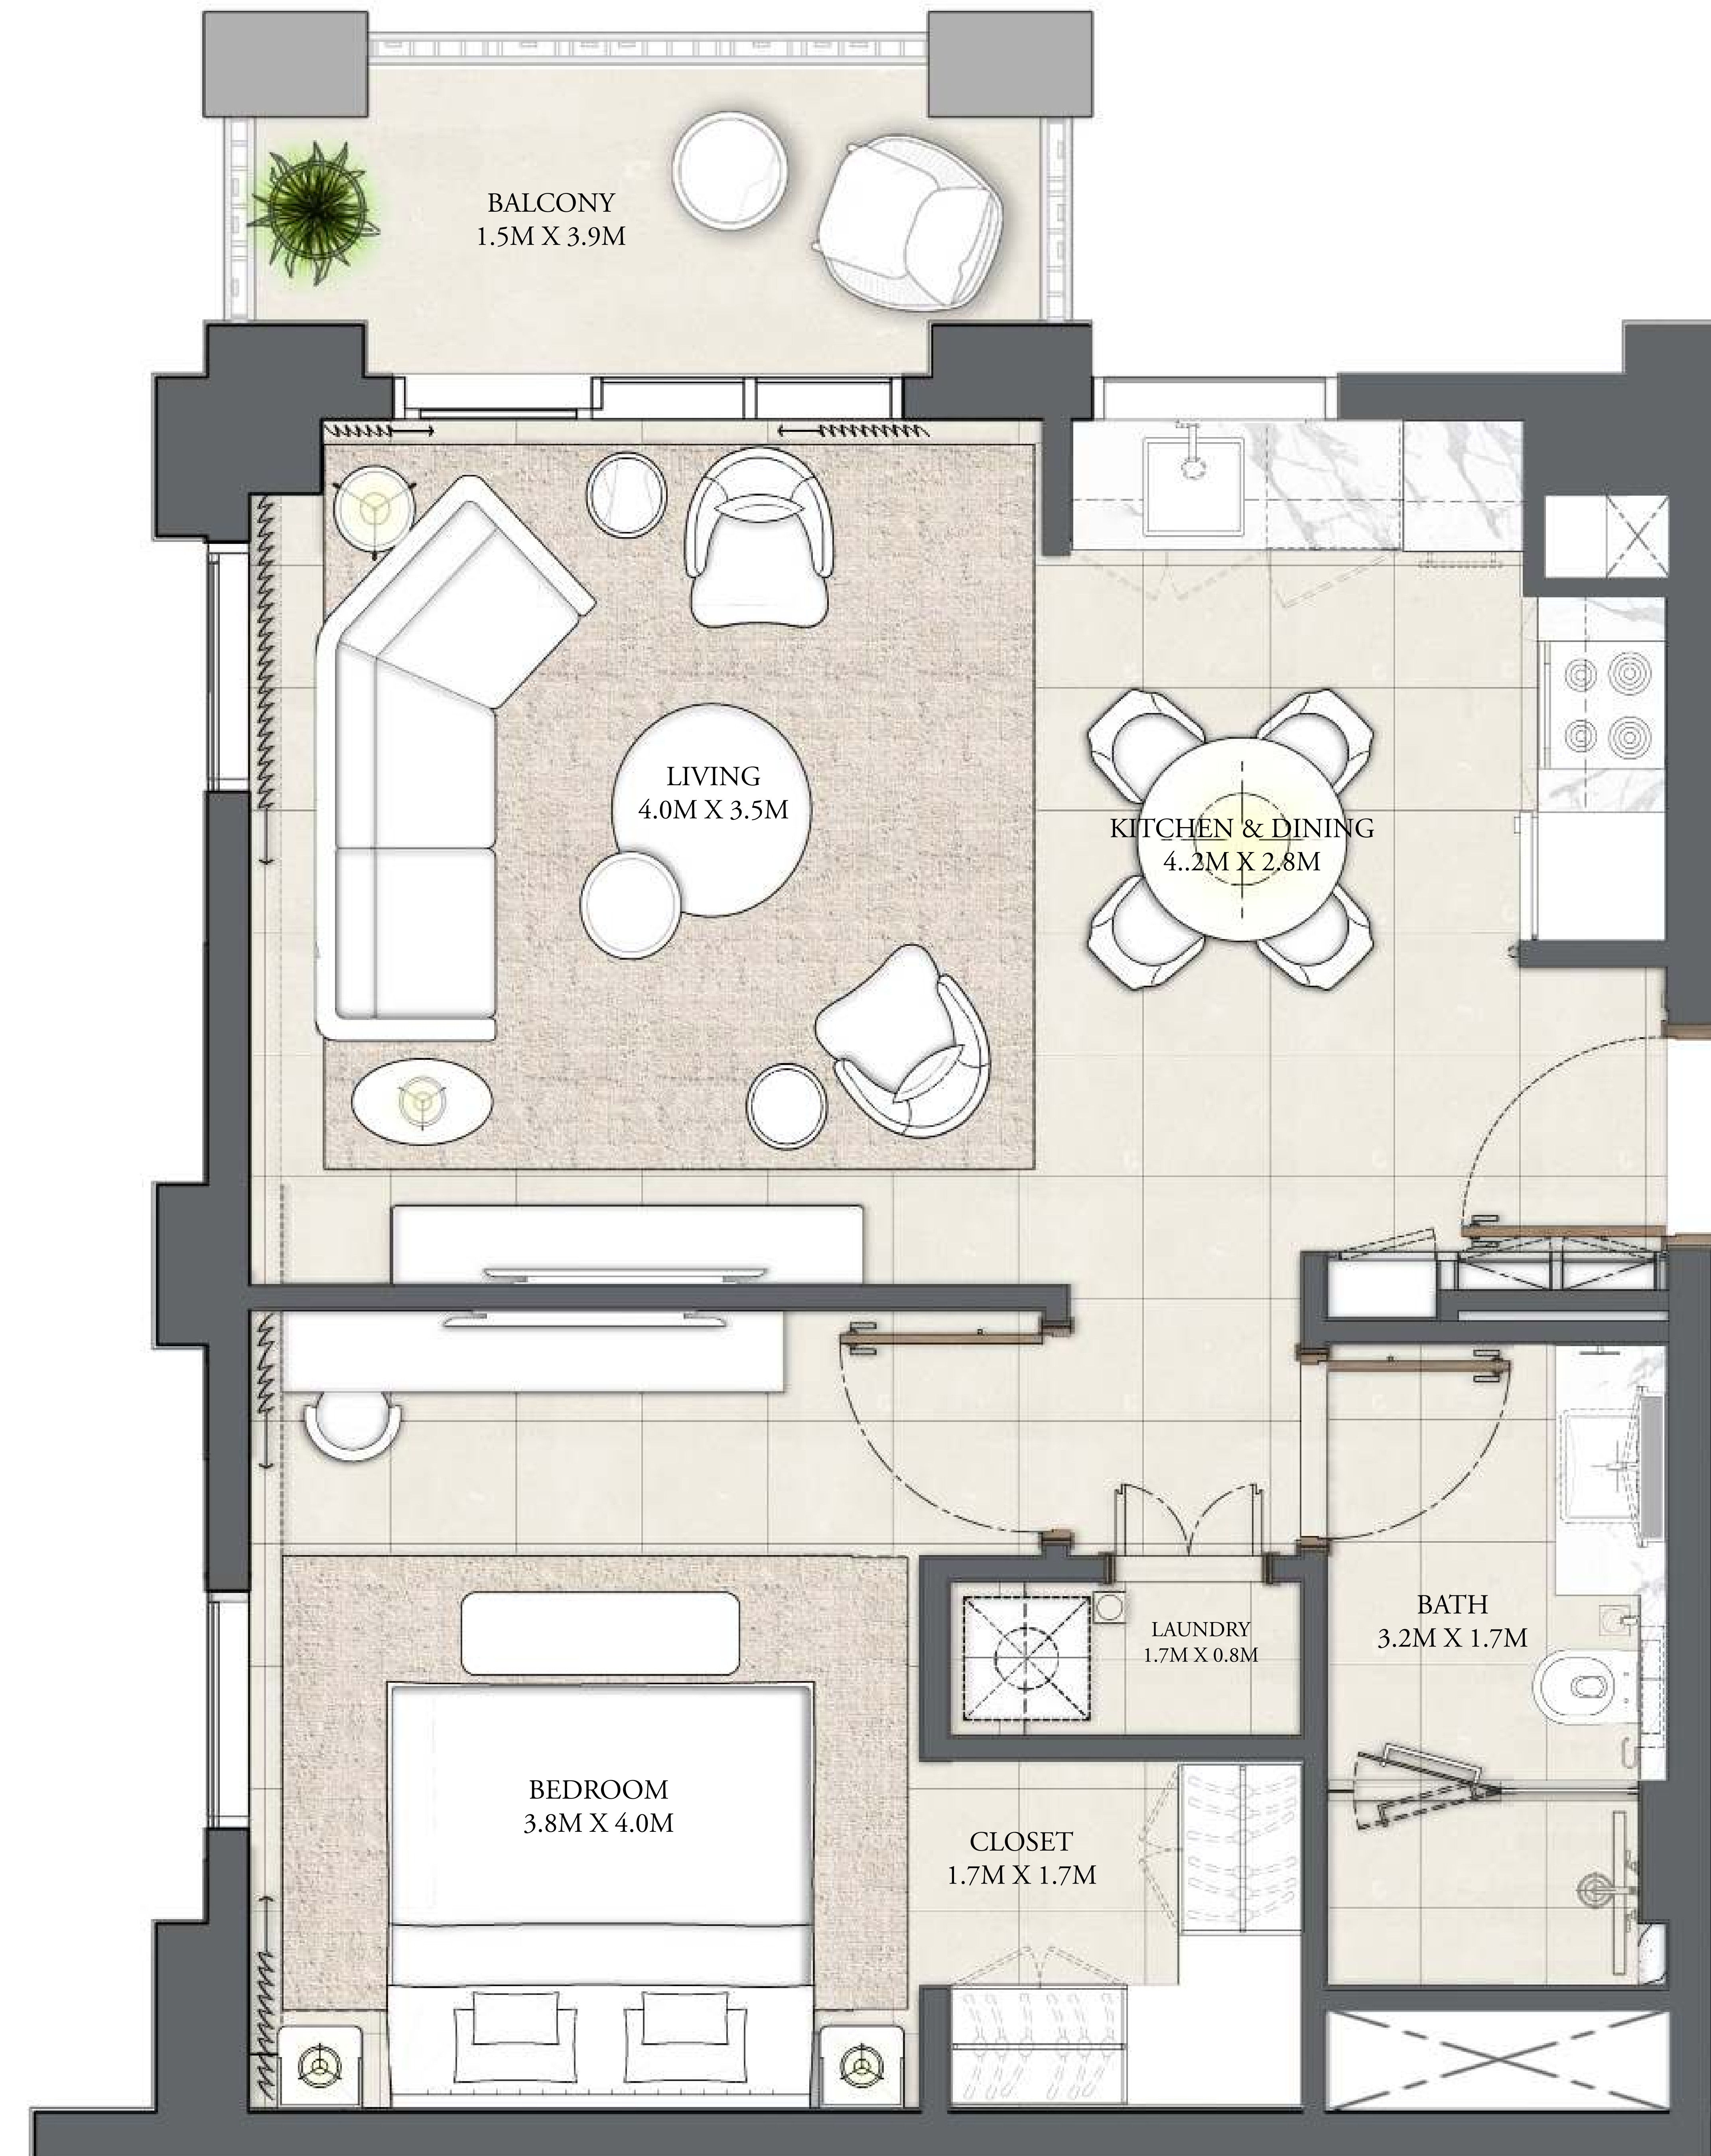 BALCONY
1.5M X 3.9M
LIVING
4.0M X 3.5M
KITCHEN & DINING
4..2M X 2.8M
BATH
3.2M X 1.7M
LAUNDRY
1.7M X 0.8M
BEDROOM
3.8M X 4.0M
CLOSET
1.7M X 1.7M